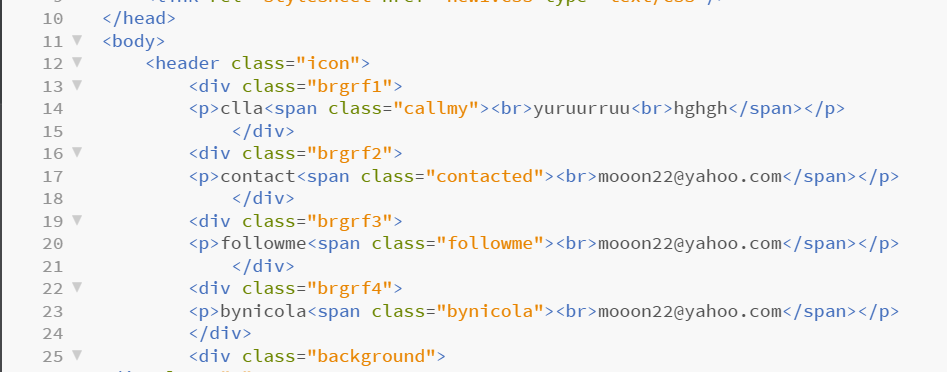 10 </head>
11 <body>
12 <header class="icon">
13 <div class="brgrf1">
14 <p>clla<span class="callmy"><br>yuruurruu<br>hghgh</span></p>
15 </div>
16 <div class="brgrf2">
17 <p>contact<span class="contacted"><br>mooon22@yahoo.com</span></p>
18 </div>
19 <div class="brgrf3">
20 <p>followme<span class="followme"><br>mooon22@yahoo.com</span></p>
21 </div>
22 <div class="brgrf4">
23 <p>bynicola<span class="bynicola"><br>mooon22@yahoo.com</span></p>
24 </div>
25 <div class="background">